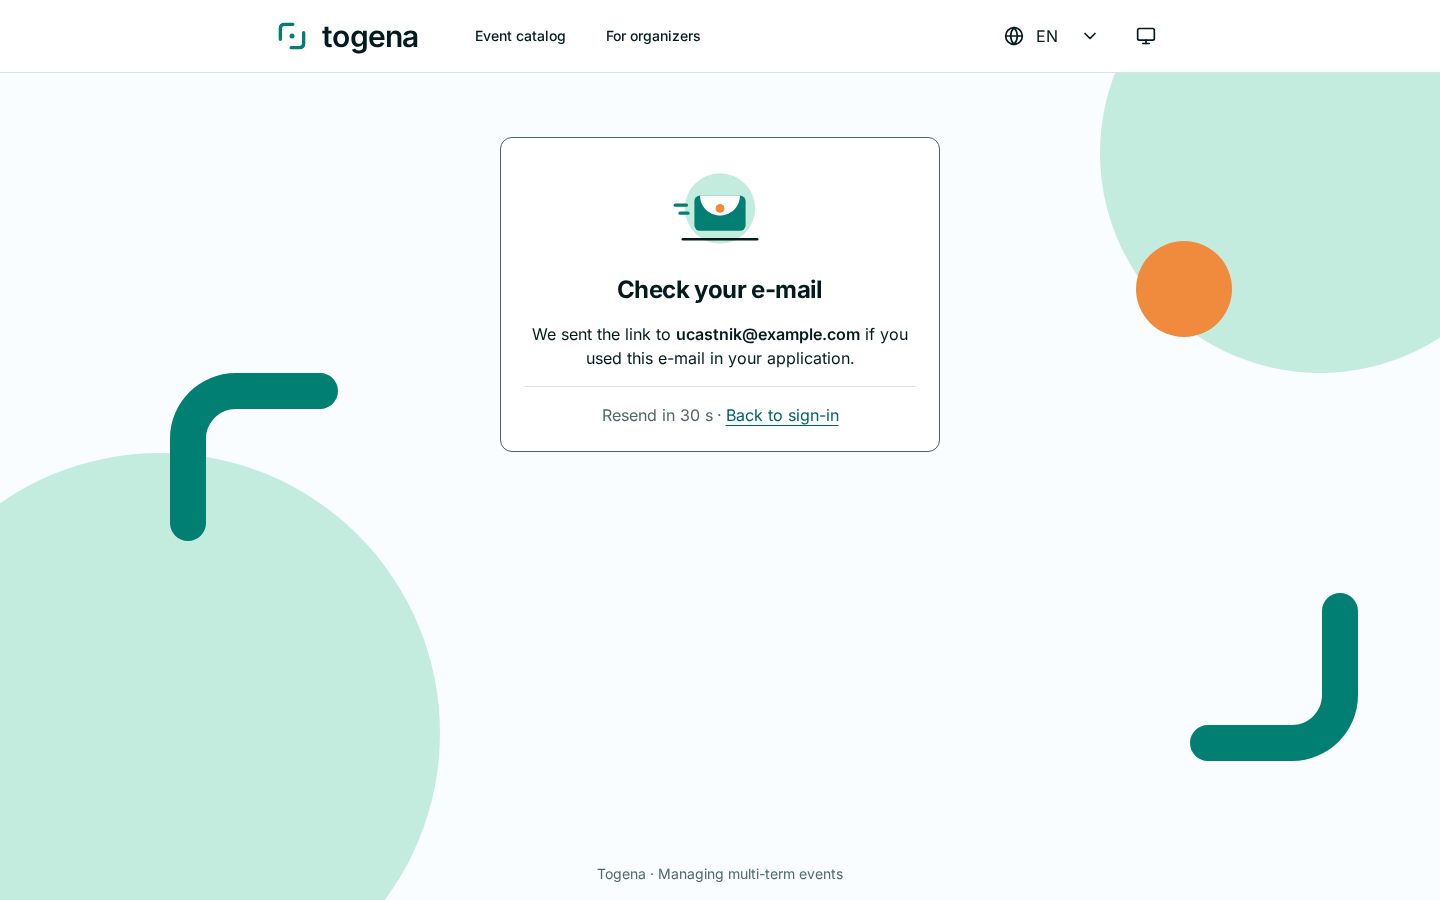 togena
Event catalog
For organizers
EN
Check your e-mail
We sent the link to ucastnik@example.com if you
used this e-mail in your application.
Resend in 30 s · Back to sign-in
Togena · Managing multi-term events